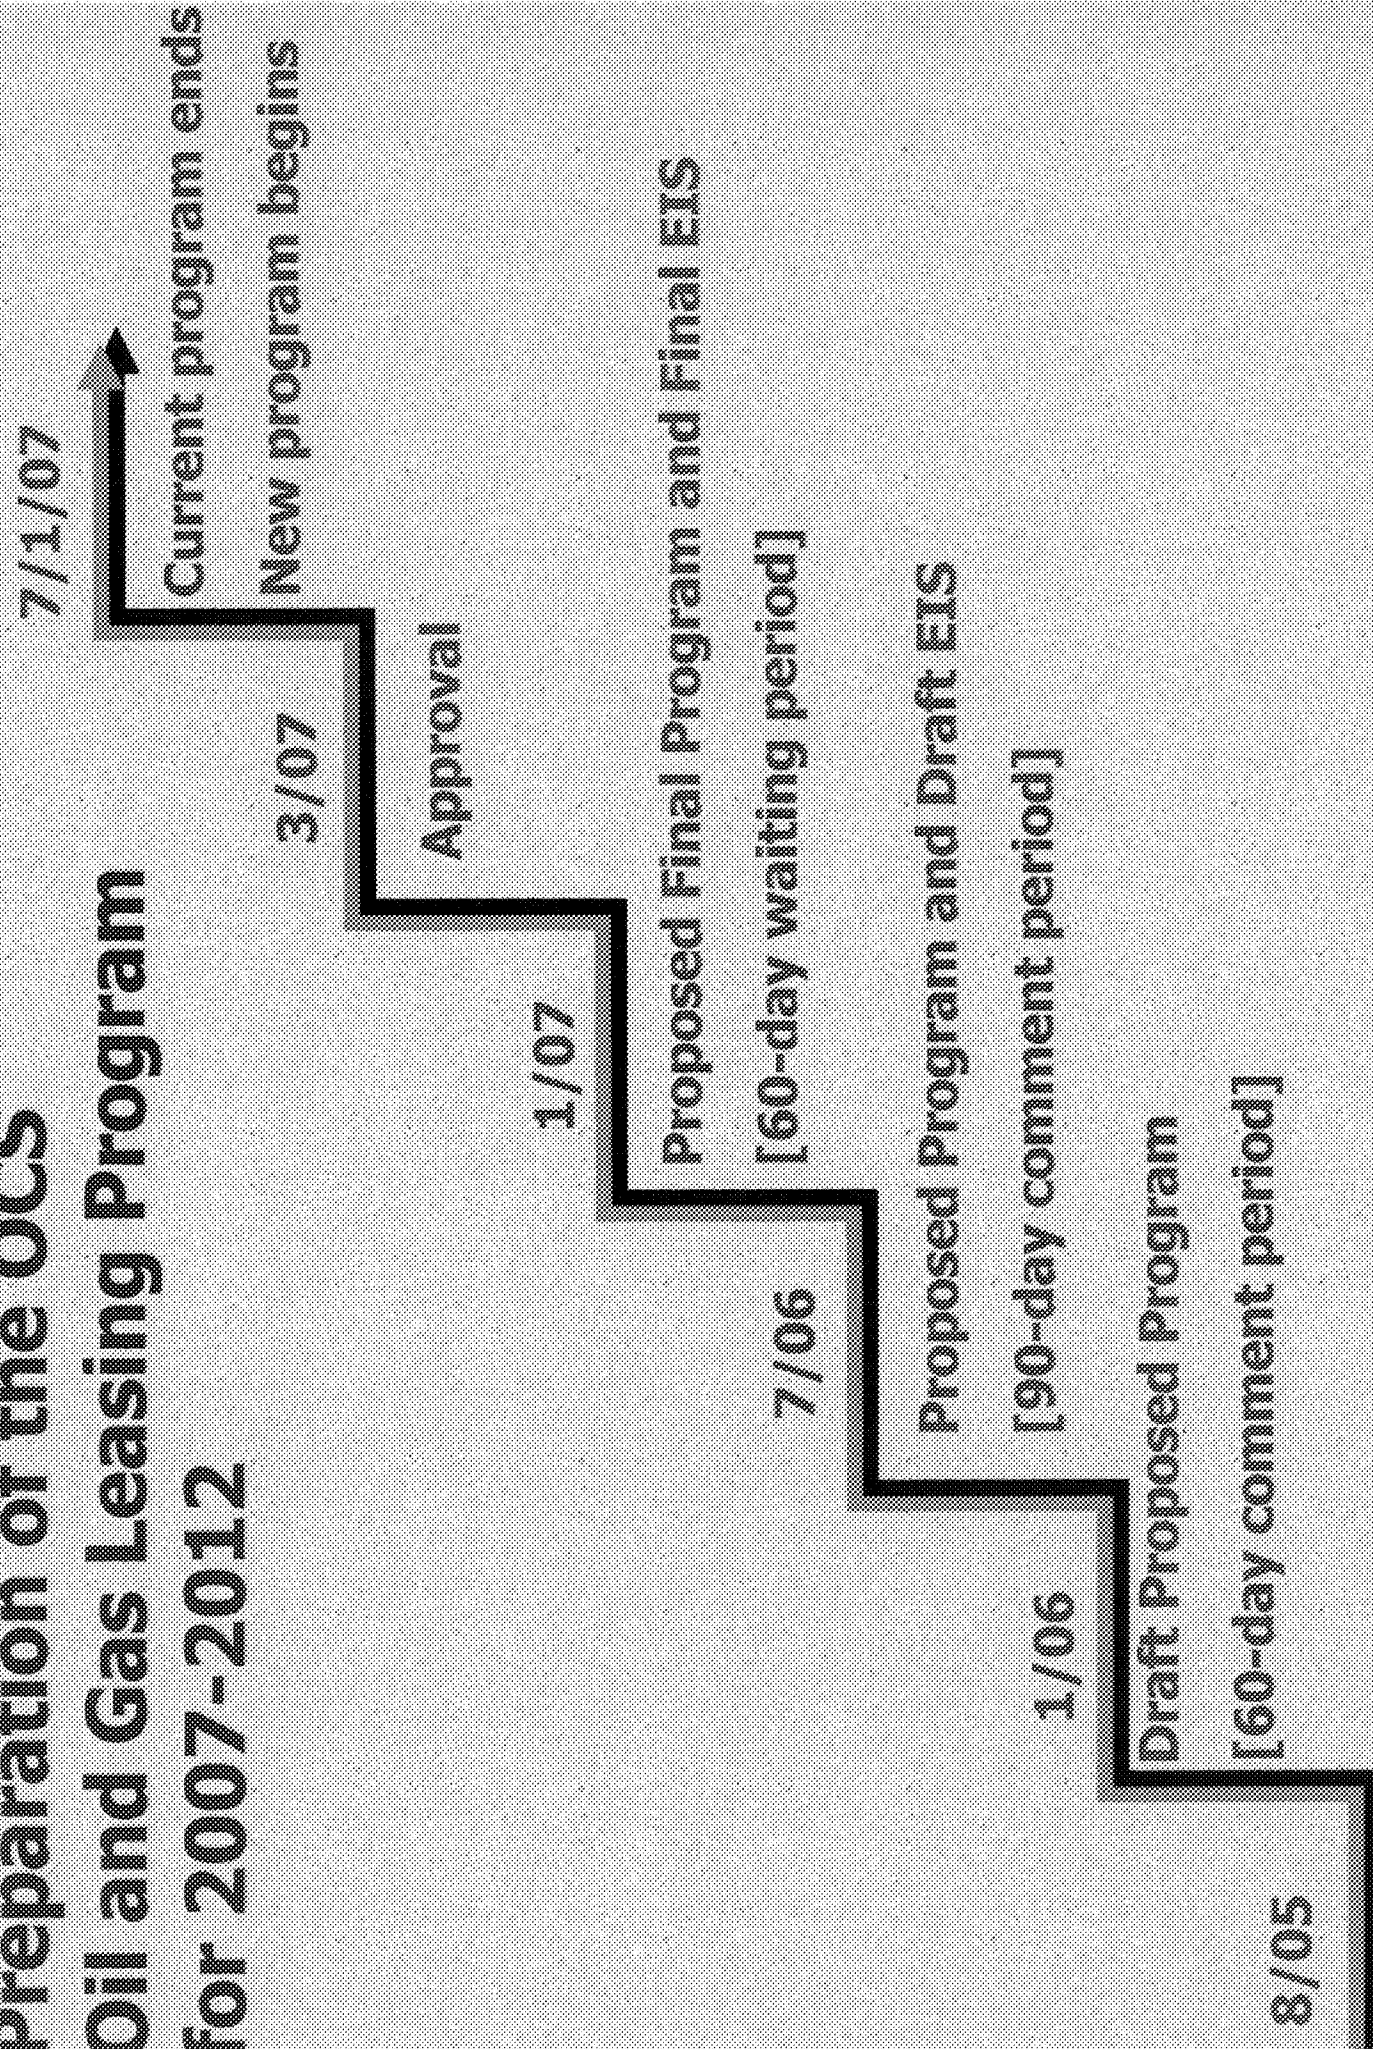 Preparation of the OCS
Oil and Gas Leasing Program
for 2007-2012
7/1/07
Current program ends
New program begins
3/07
Approval
1/07
Proposed Final Program and Final EIS
[60-day waiting period]
7/06
Proposed Program and Draft EIS
[90-day comment period]
1/06
Draft Proposed Program
[60-day comment period]
8/05